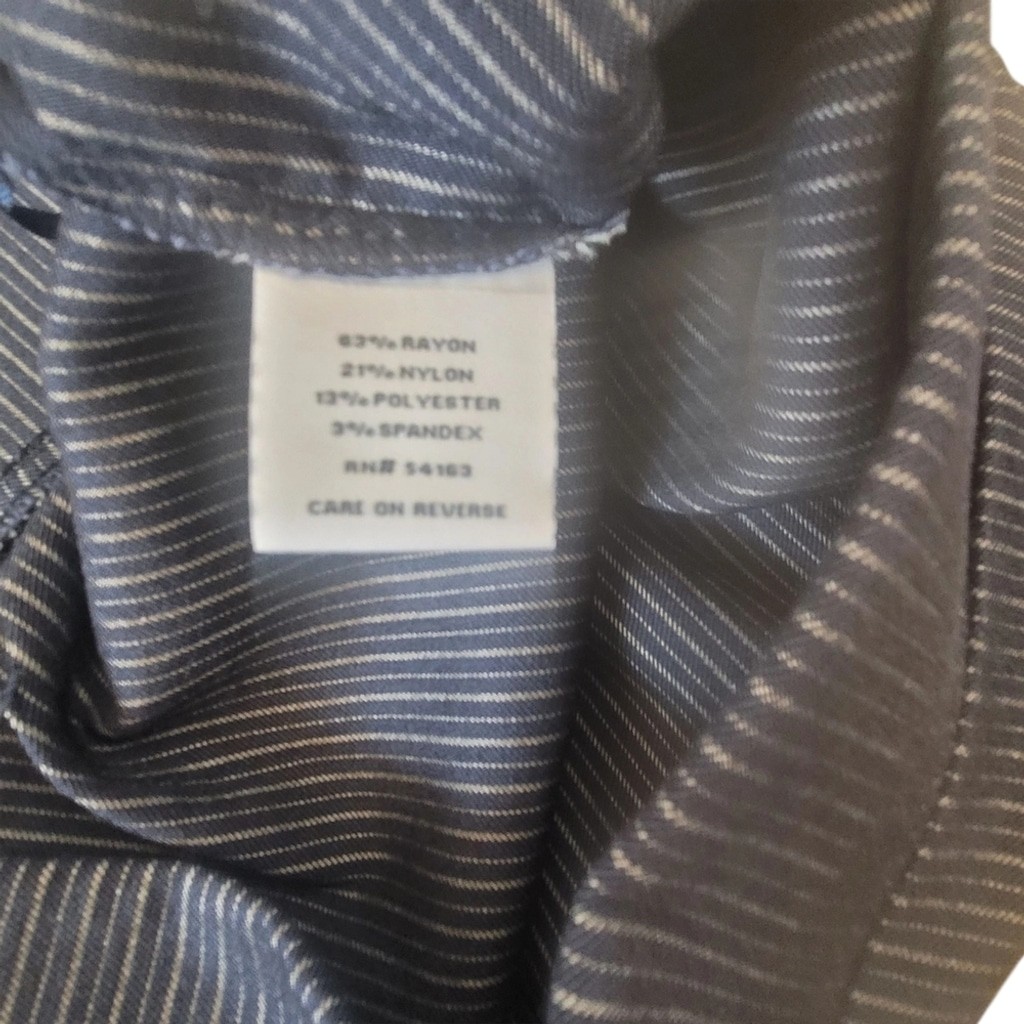 63% RAYON
21% NYLON
13% POLYESTER
3% SPANDEX
RN# 54163
CARE ON REVERSE